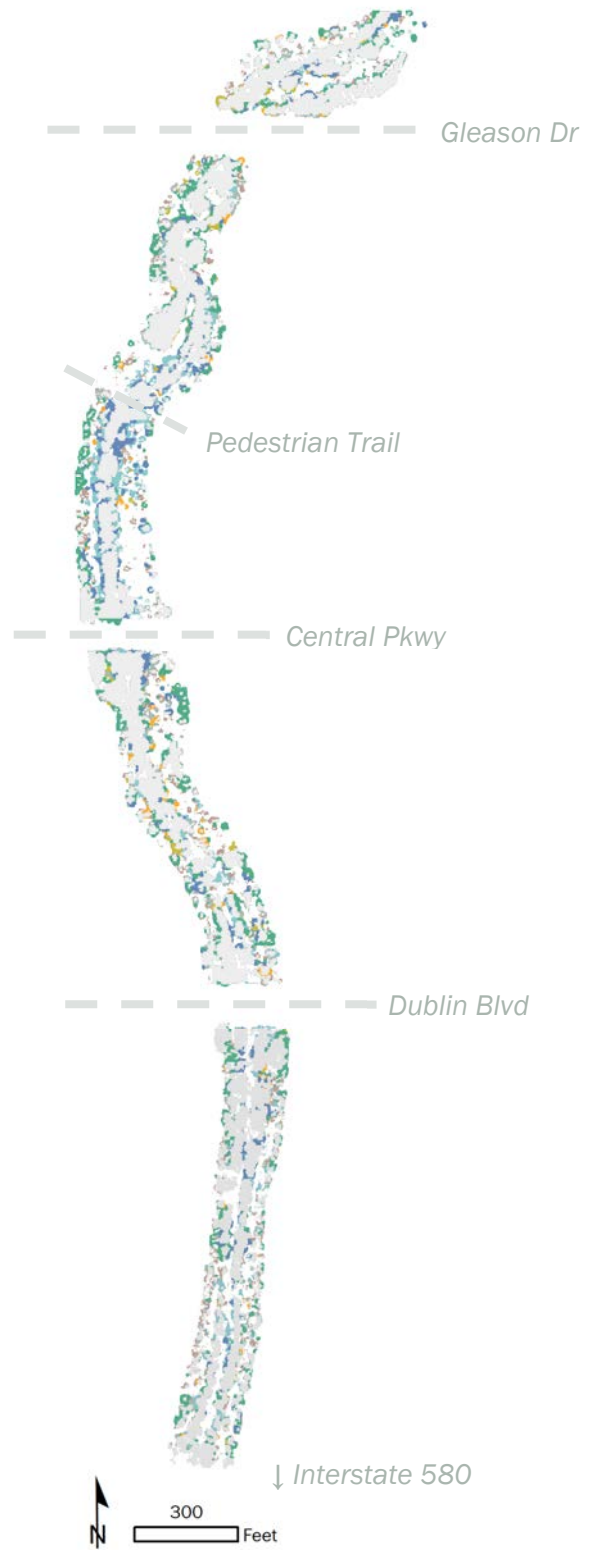 Gleason Dr
Pedestrian Trail
Central Pkwy
Dublin Blvd
↓ Interstate 580
300
N
Feet